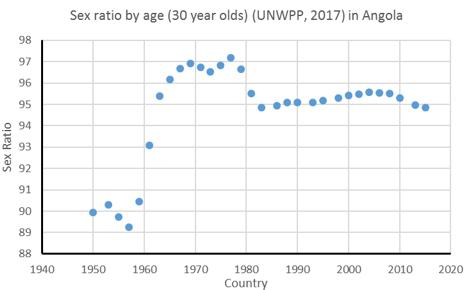 Sex ratio by age (30 year olds) (UNWPP, 2017) in Angola
98
97
96
95
94
93
92
91
90
89
88
Sex Ratio
1940 1950 1960 1970 1980 1990 2000 2010 2020
Country